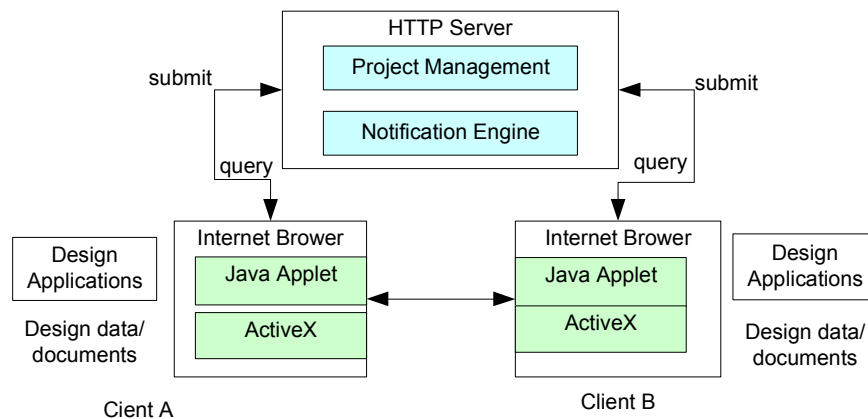 HTTP Server
Project Management
submit
submit
Notification Engine
query
query
Internet Brower
Internet Brower
Design
Applications
Java Applet
Java Applet
Design
Applications
ActiveX
ActiveX
Design data/
documents
Design data/
documents
Cient A
Client B